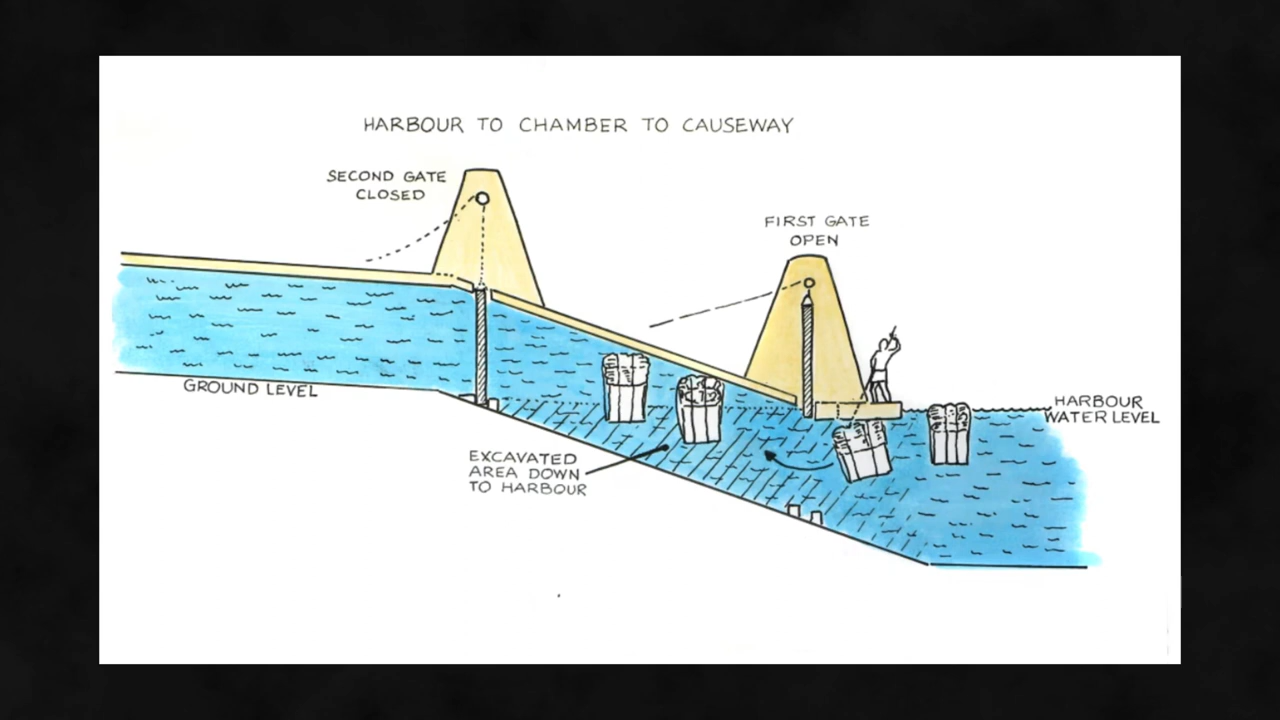 HARBOUR TO CHAMBER TO CAUSEWAY
SECOND GATE
CLOSED
FIRST GATE
OPEN
GROUND LEVEL
HARBOUR
WATER LEVEL
EXCAVATED
AREA DOWN
TO HARBOUR